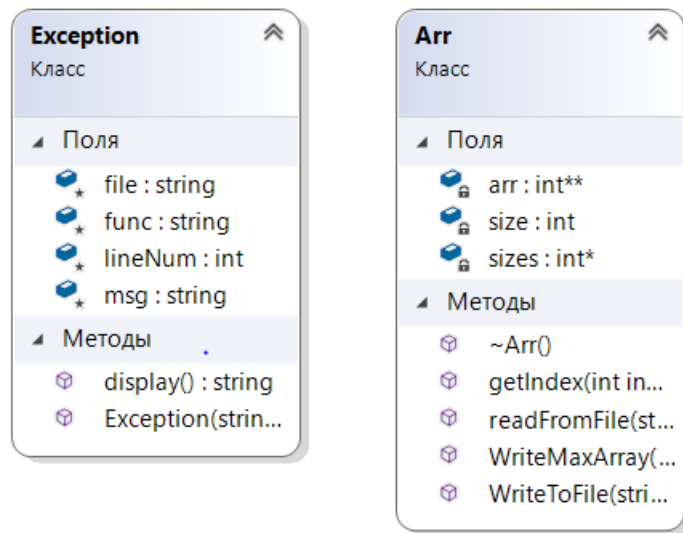 Exception
Класс
Поля
file : string
func : string
lineNum : int
msg : string
Методы
display() : string
Exception(strin...
Arr
Класс
Поля
arr : int**
size : int
sizes : int*
Методы
~Arr()
getIndex(int in...
readFromFile(st...
WriteMaxArray(...
WriteToFile(stri...